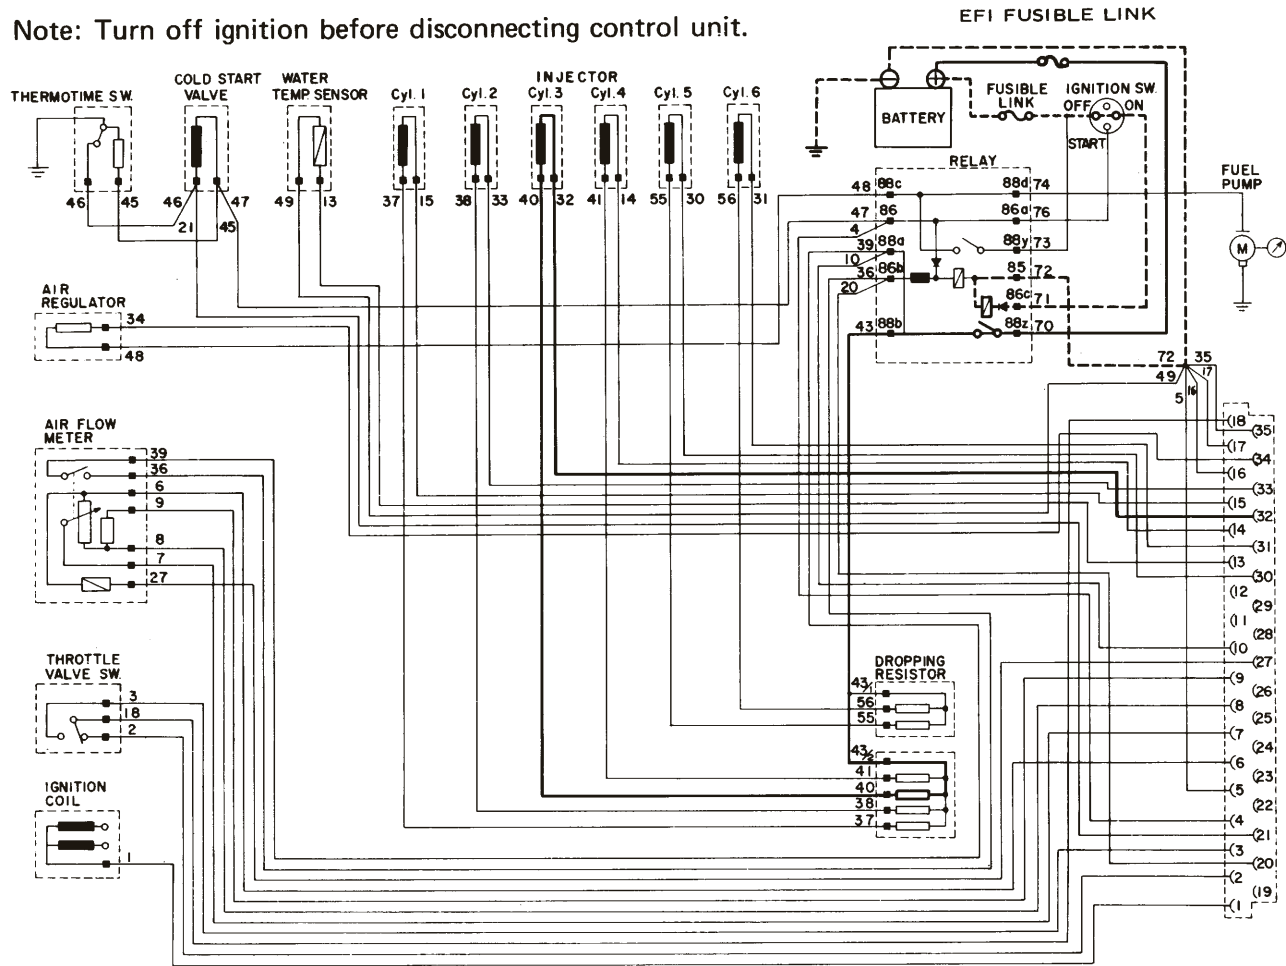 Note: Turn off ignition before disconnecting control unit.
EFI FUSIBLE LINK
THERMOTIME SW.
COLD START
VALVE
WATER
TEMP SENSOR
INJECTOR
Cyl. 1
Cyl. 2
Cyl. 3
Cyl. 4
Cyl. 5
Cyl. 6
BATTERY
FUSIBLE
LINK
IGNITION SW.
OFF
ON
START
46
45
46
47
21
45
49
13
37
15
38
33
40
32
41
14
55
30
56
31
RELAY
48
88c
88d
74
47
86
86a
76
4
39
88a
88y
73
10
36
86b
85
72
20
86c
71
43
88b
88z
70
FUEL
PUMP
M
AIR
REGULATOR
34
48
72
35
17
49
16
5
AIR FLOW
METER
39
36
6
9
8
7
27
THROTTLE
VALVE SW.
3
18
2
IGNITION
COIL
1
DROPPING
RESISTOR
43/1
56
55
43/2
41
40
38
37
(18
(35
(17
(34
(16
(33
(15
(32
(14
(31
(13
(30
(12
(29
(11
(28
(10
(27
(9
(26
(8
(25
(7
(24
(6
(23
(5
(22
(4
(21
(3
(20
(2
(19
(1